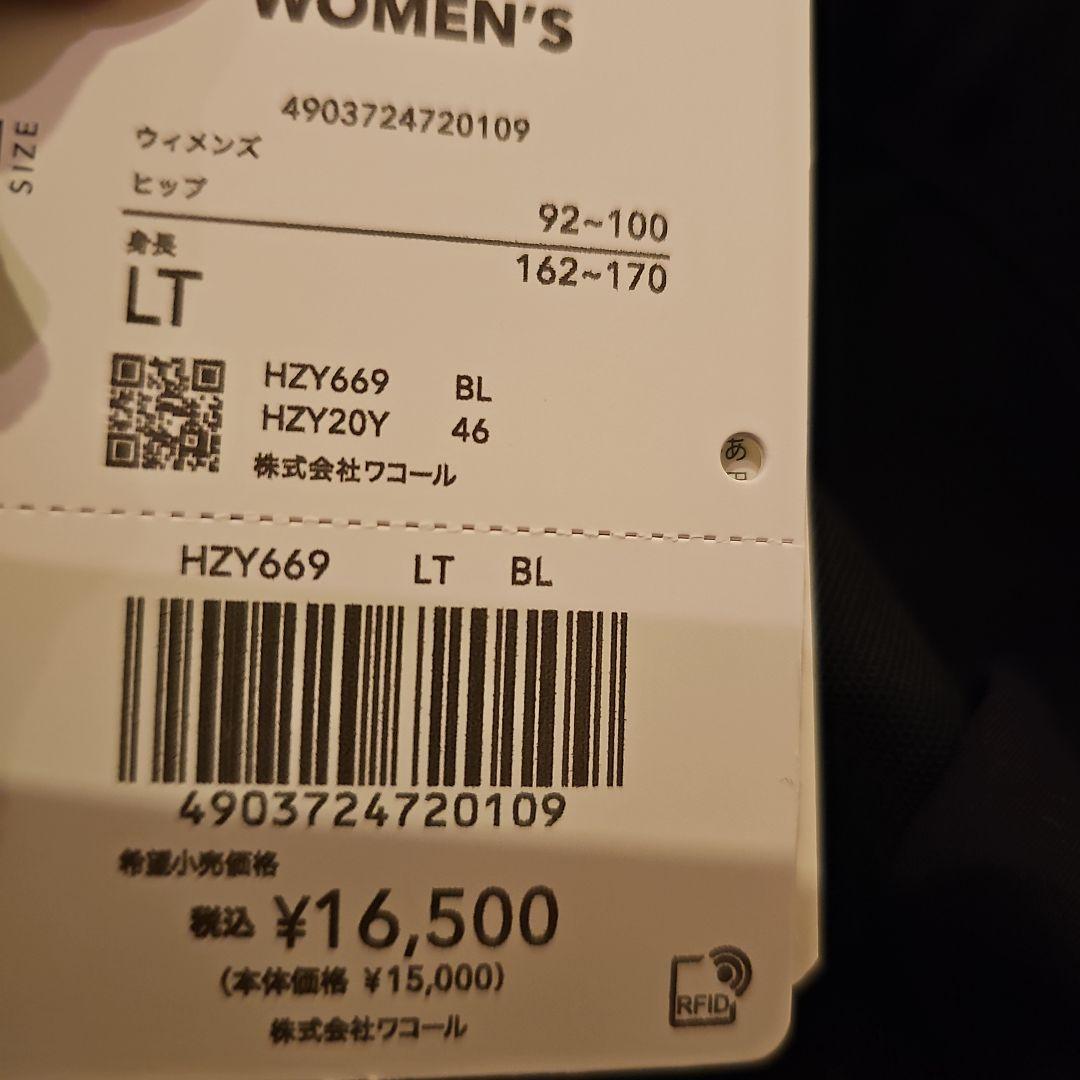 WOMEN'S
SIZE
4903724720109
ウィメンズ
ヒップ 92~100
身長 162~170
LT
HZY669 BL
HZY20Y 46
株式会社ワコール
あ
HZY669 LT BL
4903724720109
希望小売価格
税込 ¥16,500
(本体価格 ¥15,000)
株式会社ワコール
RFID